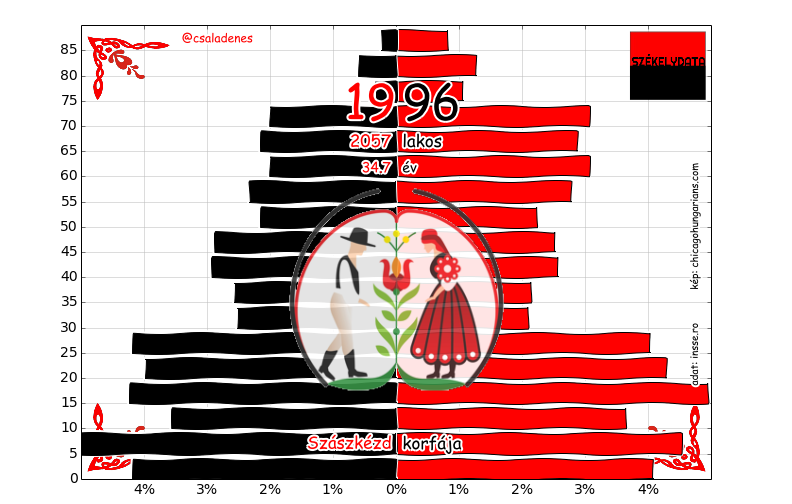 @csaladenes
SZÉKELYDATA
1996
2057 lakos
34.7 év
kép: chicagohungarians.com,
adat: insse.ro
Szászkézd korfája
85
80
75
70
65
60
55
50
45
40
35
30
25
20
15
10
5
0
4% 3% 2% 1% 0% 1% 2% 3% 4%